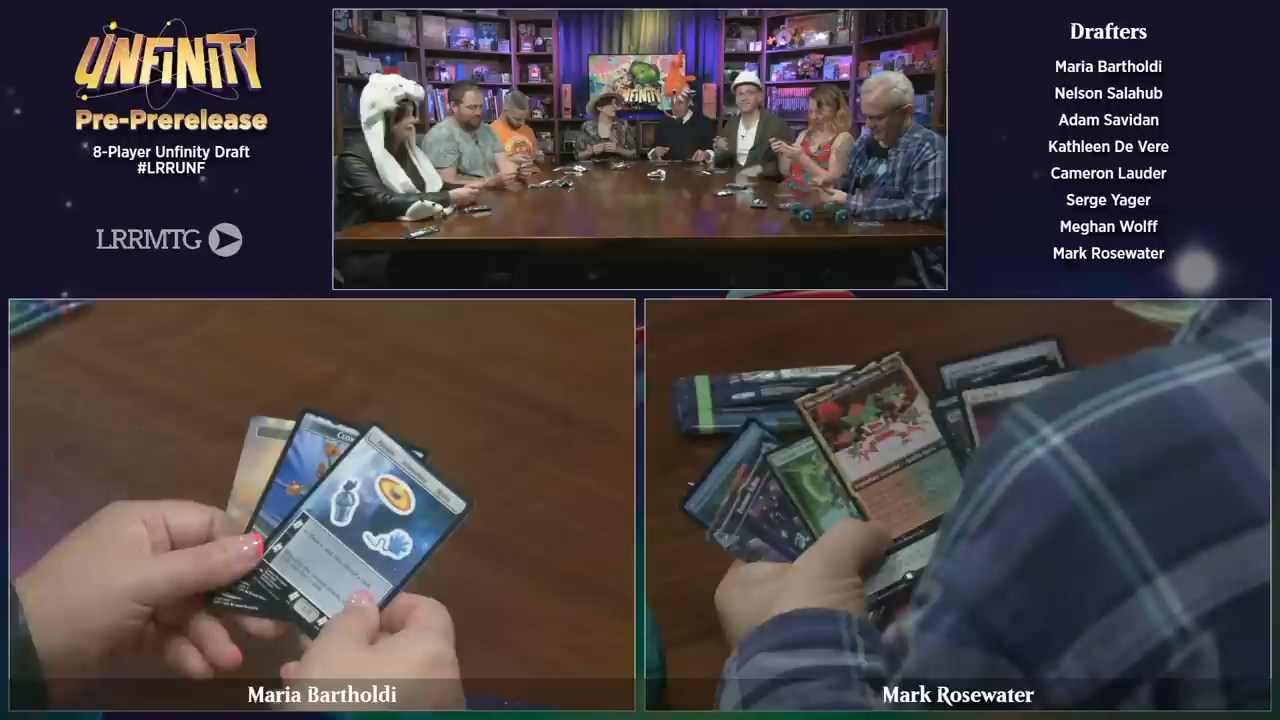 UNFINITY
Pre-Prerelease
8-Player Unfinity Draft
#LRRUNF
LRRMTG
UNFINITY
Drafters
Maria Bartholdi
Nelson Salahub
Adam Savidan
Kathleen De Vere
Cameron Lauder
Serge Yager
Meghan Wolff
Mark Rosewater
Maria Bartholdi
Mark Rosewater